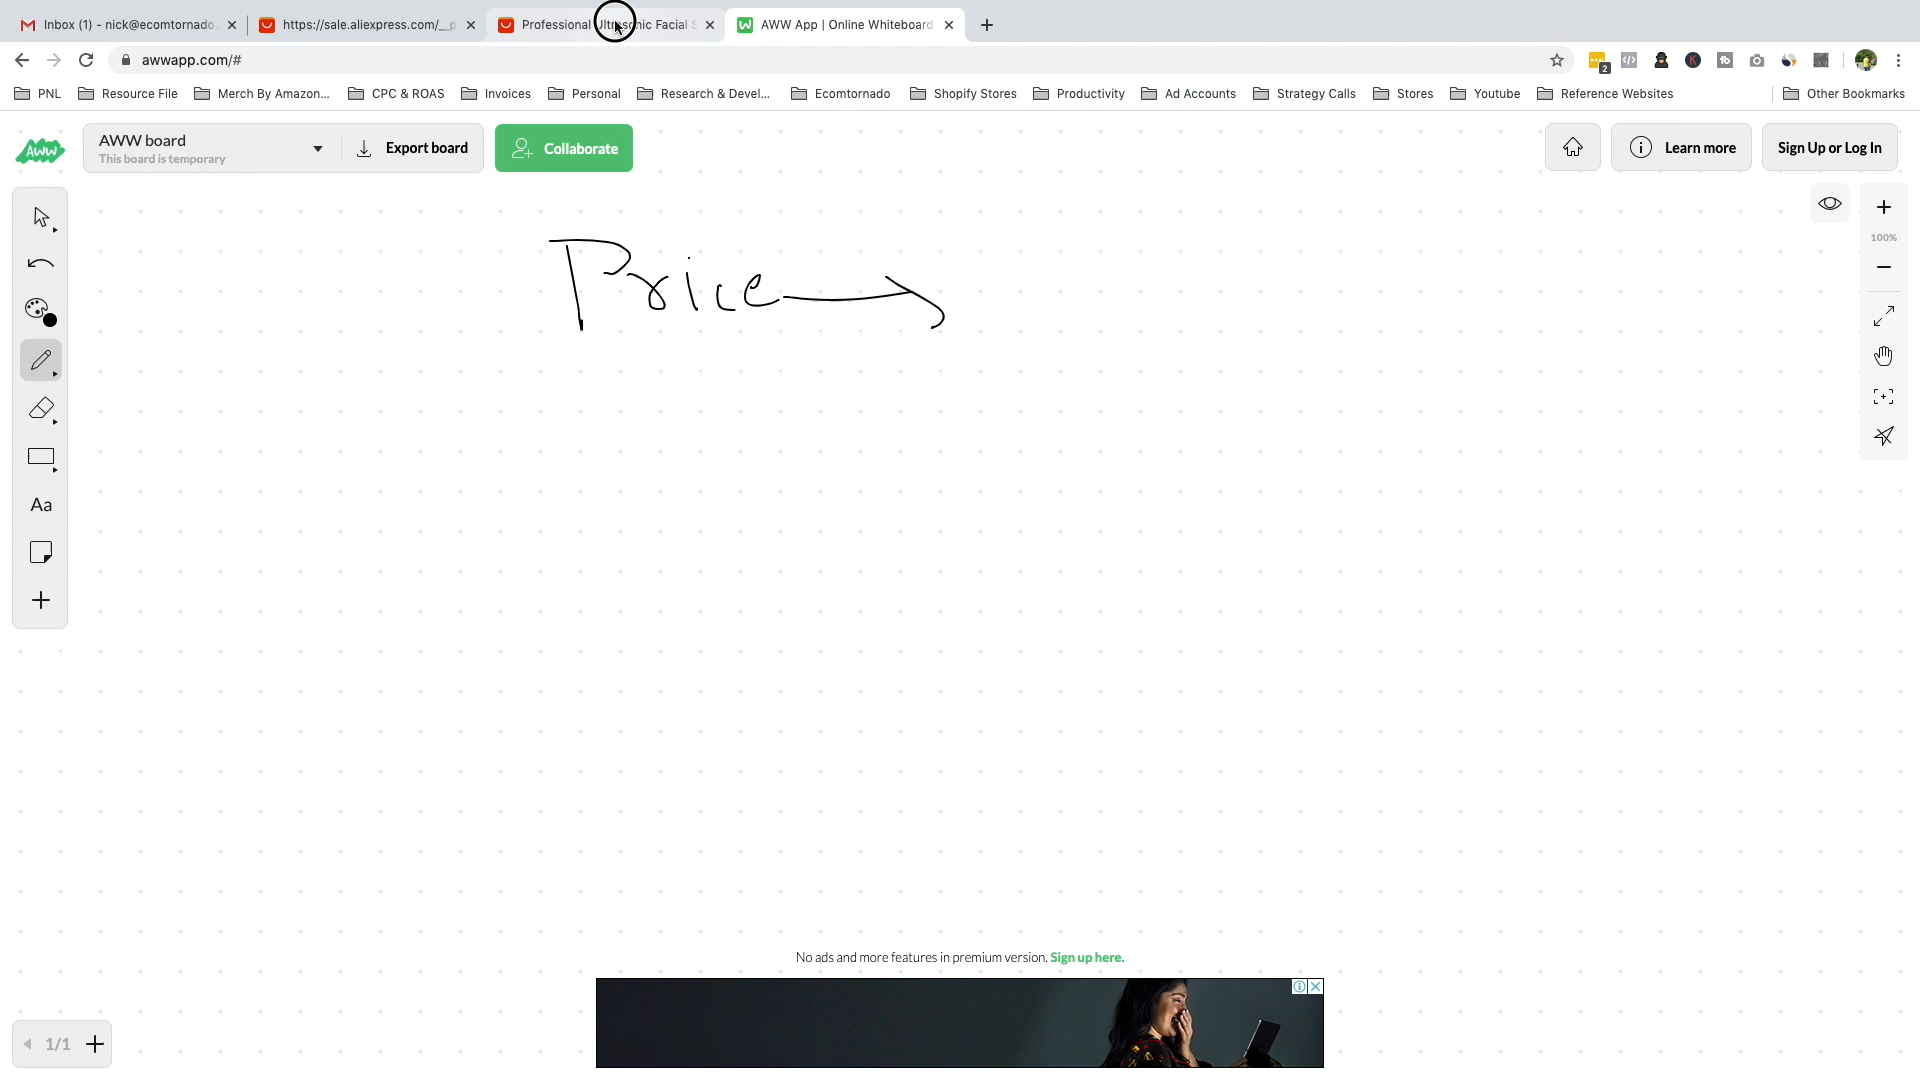 Inbox (1) - nick@ecomtornado.
https://sale.aliexpress.com/__p
Professional Ultrasonic Facial S
AWW App | Online Whiteboard
awwapp.com/#
2
PNL
Resource File
Merch By Amazon...
CPC & ROAS
Invoices
Personal
Research & Devel...
Ecomtornado
Shopify Stores
Productivity
Ad Accounts
Strategy Calls
Stores
Youtube
Reference Websites
Other Bookmarks
AWW
AWW board
This board is temporary
Export board
Collaborate
Learn more
Sign Up or Log In
100%
Price
Aa
No ads and more features in premium version. Sign up here.
1/1